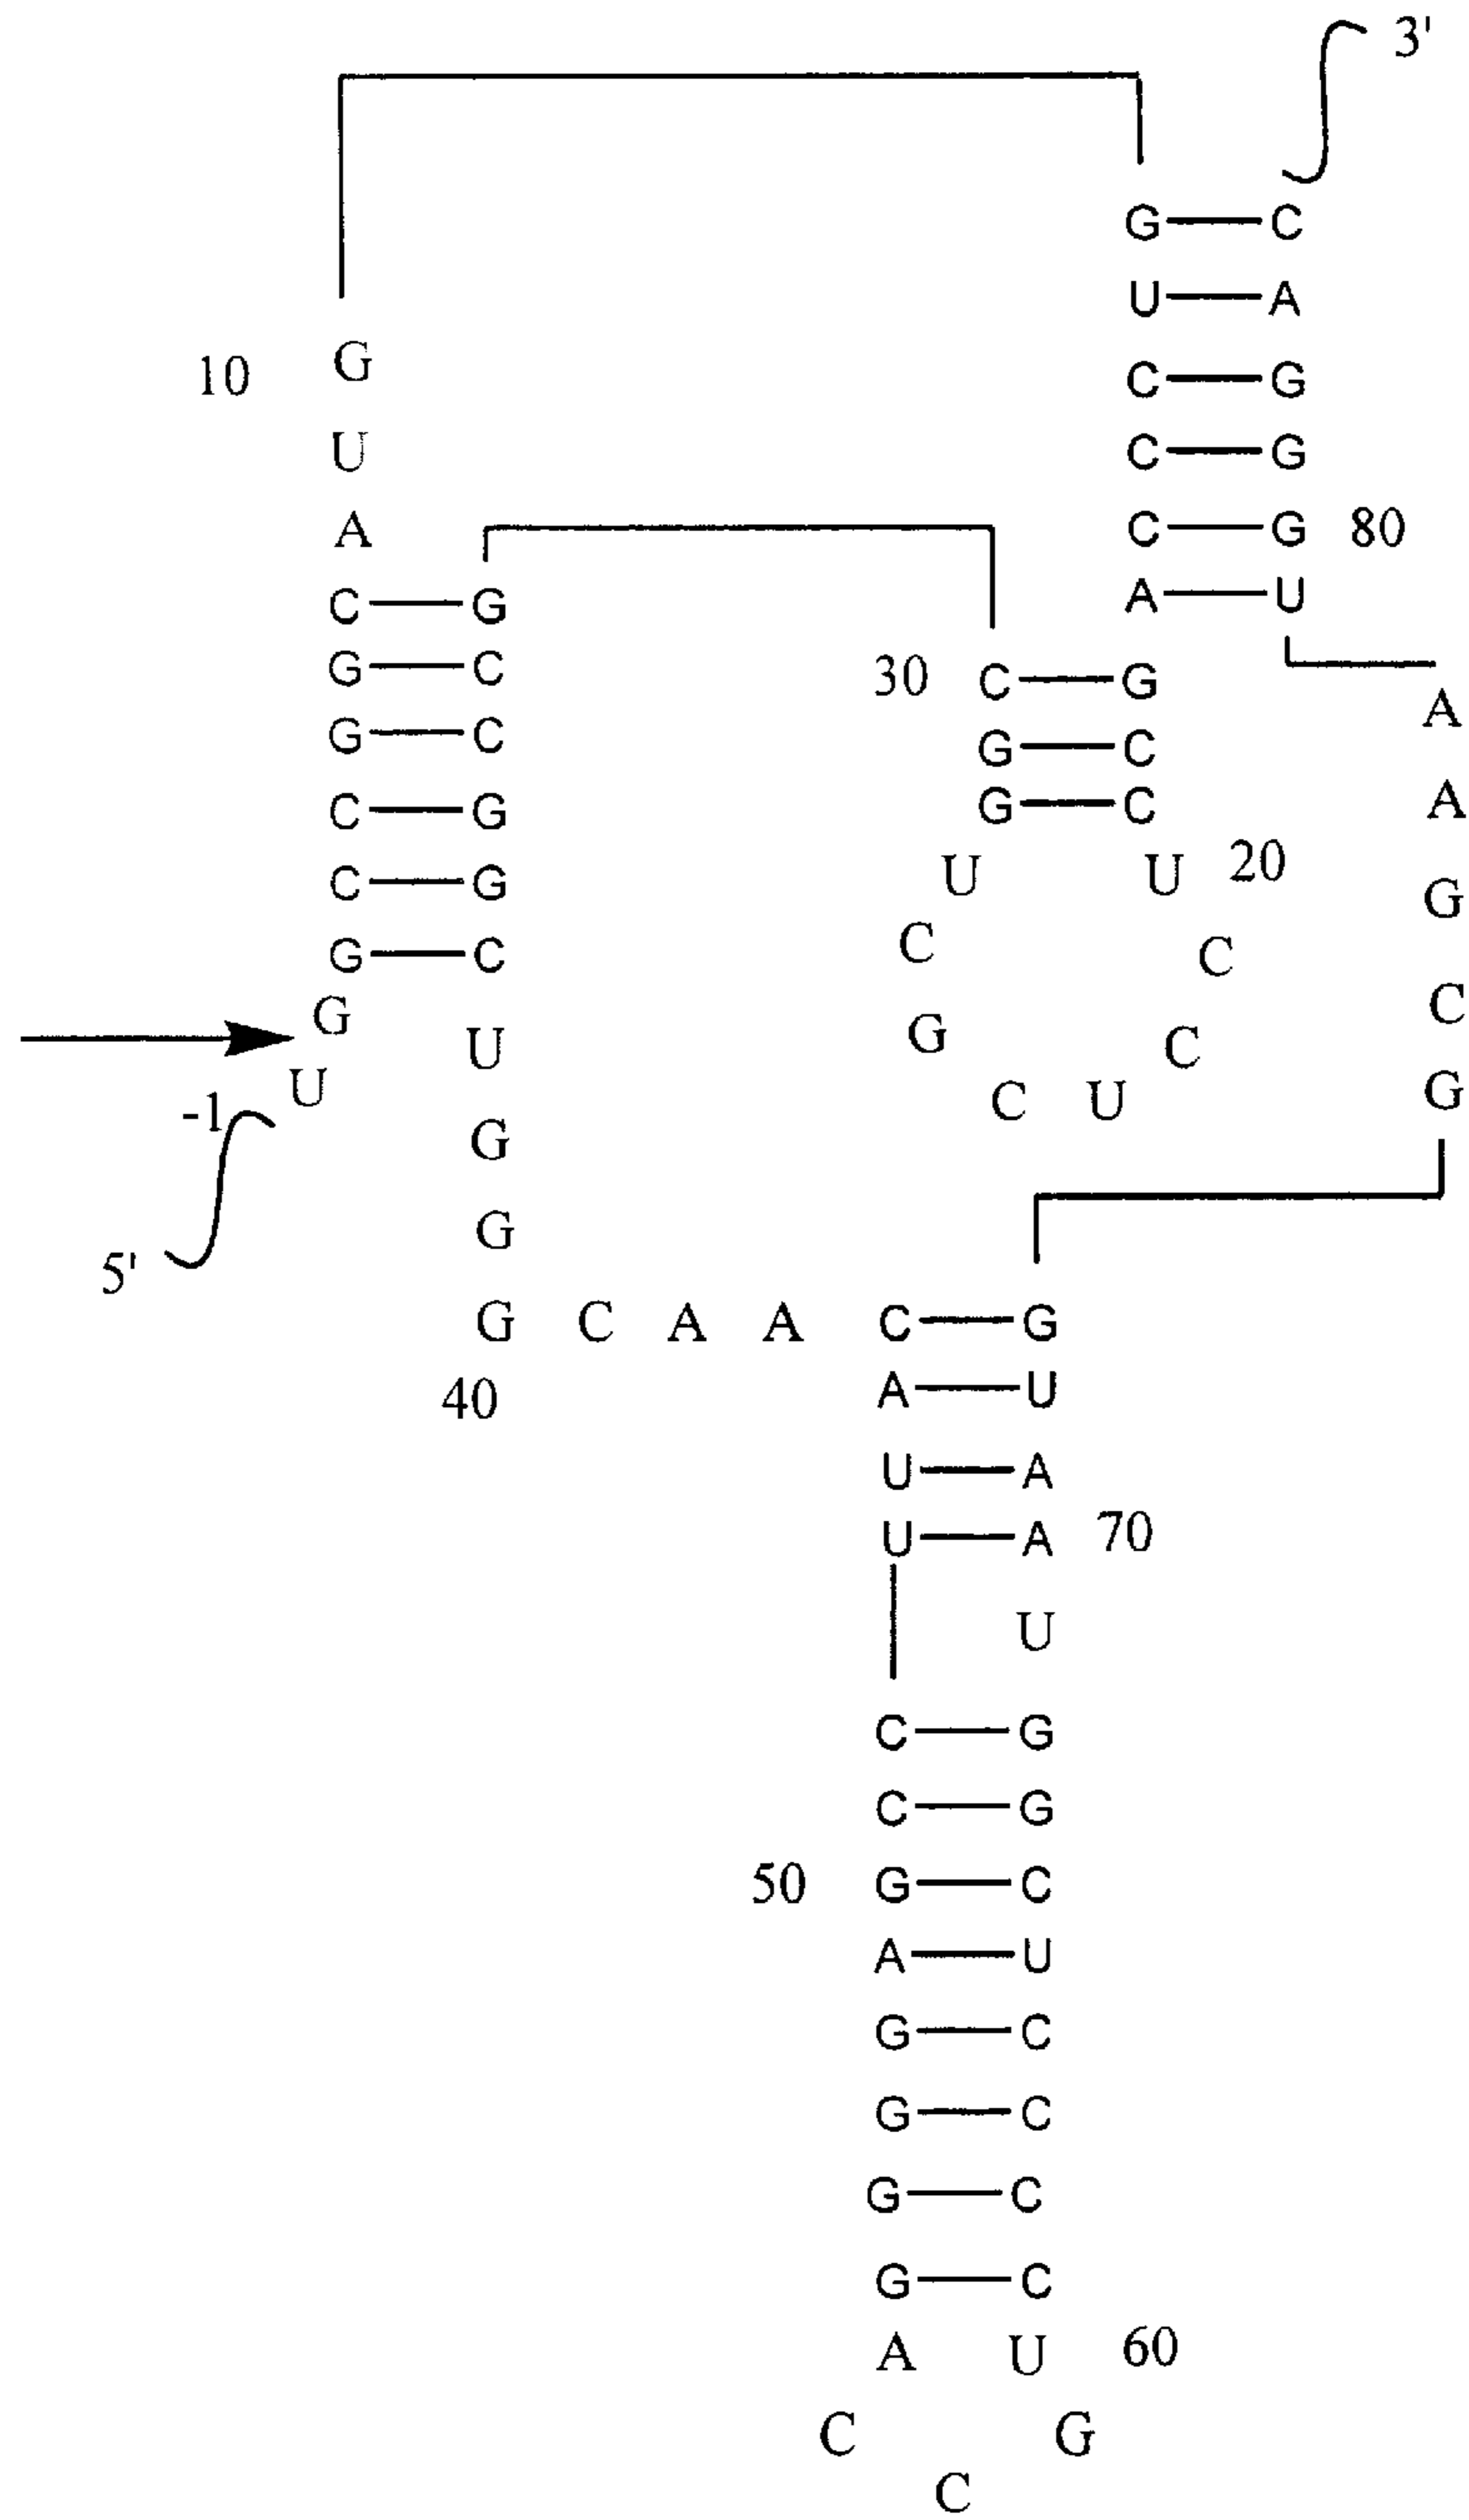 3'
G C
U A
10 G C G
U C G
A C G 80
C G A U
G C 30 C G A
G C G C A
C G G C
C G U U 20 G
G C C C
G U G C C
-1 U C U G
G
5' G
G C A A C G
40 A U
U A
U A 70
U
C G
C G
50 G C
A U
G C
G C
G C
G C
A U 60
C G
C